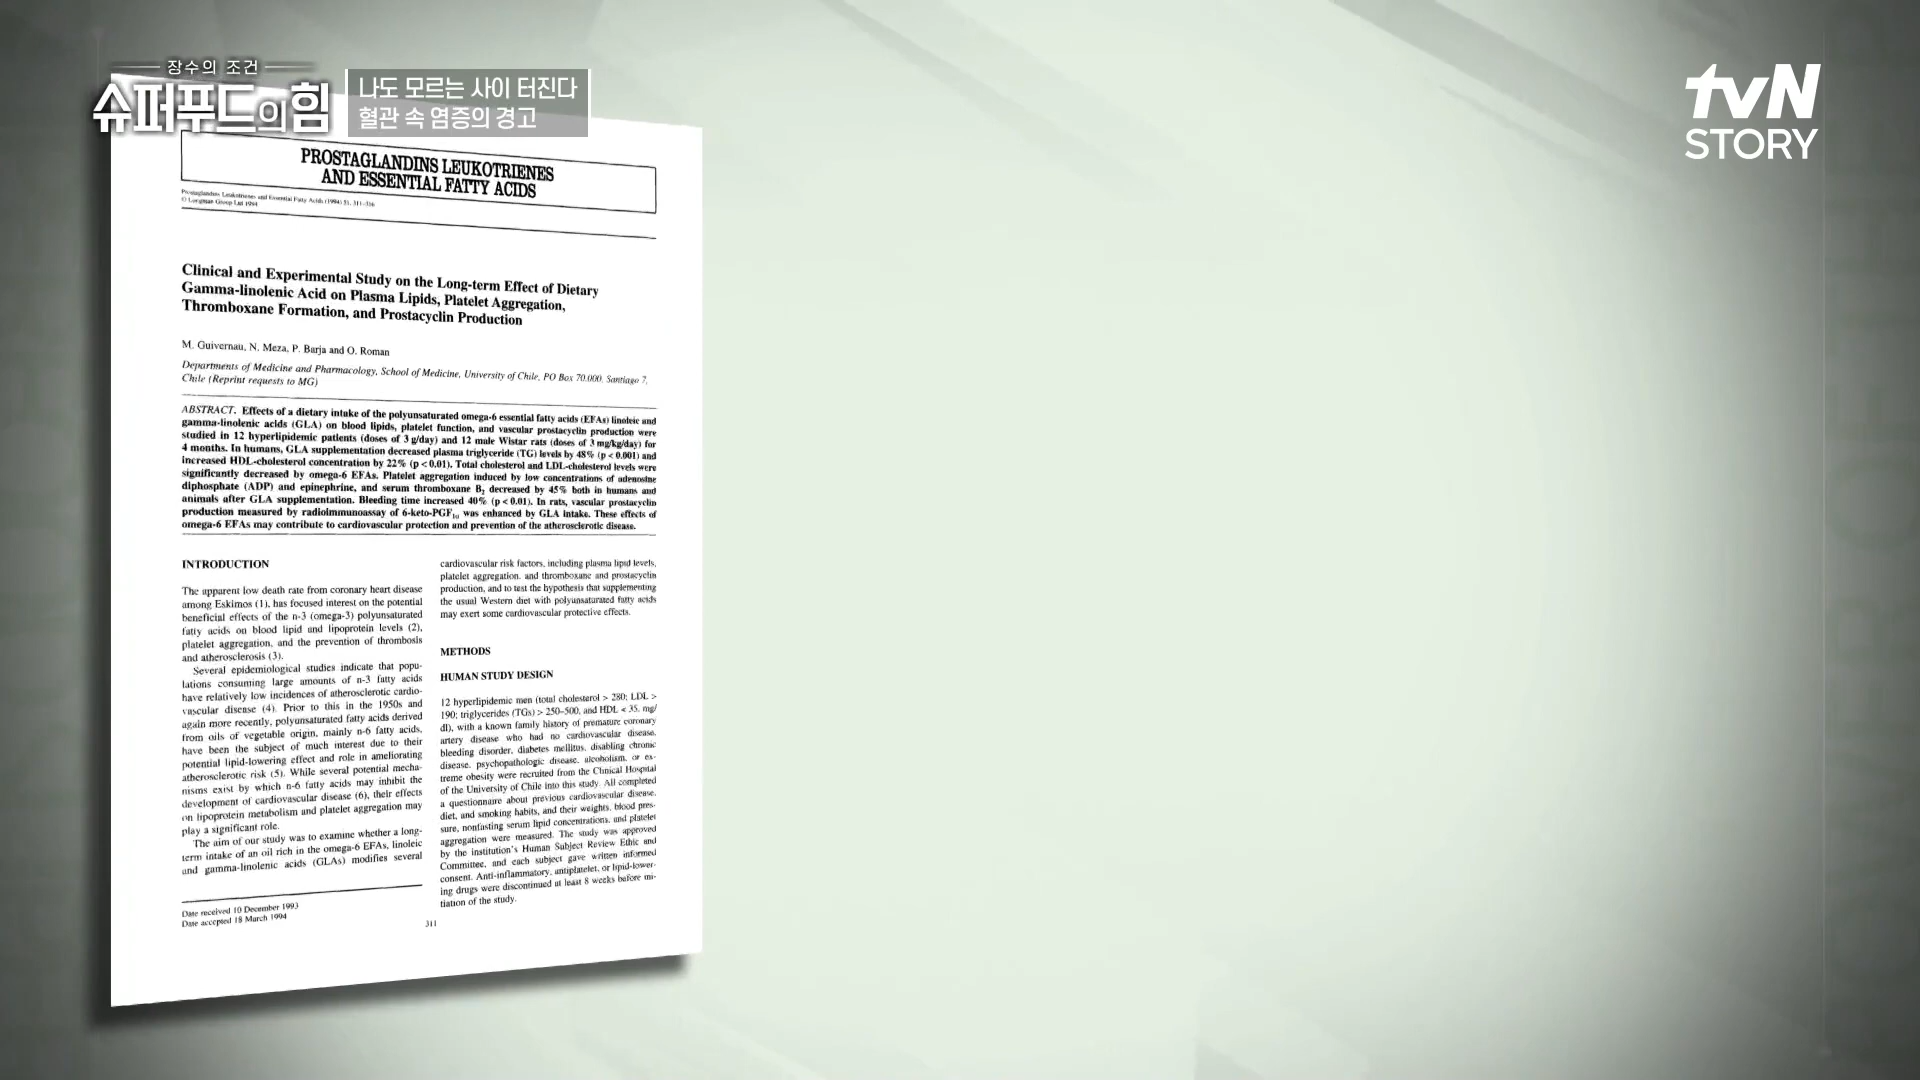 장수의 조건
슈퍼푸드의 힘
나도 모르는 사이 터진다
혈관 속 염증의 경고
tvN
STORY
PROSTAGLANDINS LEUKOTRIENES
AND ESSENTIAL FATTY ACIDS
Prostaglandins Leukotrienes and Essential Fatty Acids (1994) 51, 311-316
© Longman Group Ltd 1994
Clinical and Experimental Study on the Long-term Effect of Dietary
Gamma-linolenic Acid on Plasma Lipids, Platelet Aggregation,
Thromboxane Formation, and Prostacyclin Production
M. Guivernau, N. Meza, P. Barja and O. Roman
Departments of Medicine and Pharmacology, School of Medicine, University of Chile, PO Box 70.000, Santiago 7,
Chile (Reprint requests to MG)
ABSTRACT. Effects of a dietary intake of the polyunsaturated omega-6 essential fatty acids (EFAs) linoleic and
gamma-linolenic acids (GLA) on blood lipids, platelet function, and vascular prostacyclin production were
studied in 12 hyperlipidemic patients (doses of 3 g/day) and 12 male Wistar rats (doses of 3 mg/kg/day) for
4 months. In humans, GLA supplementation decreased plasma triglyceride (TG) levels by 48% (p < 0.001) and
increased HDL-cholesterol concentration by 22% (p < 0.01). Total cholesterol and LDL-cholesterol levels were
significantly decreased by omega-6 EFAs. Platelet aggregation induced by low concentrations of adenosine
diphosphate (ADP) and epinephrine, and serum thromboxane B2 decreased by 45% both in humans and
animals after GLA supplementation. Bleeding time increased 40% (p < 0.01). In rats, vascular prostacyclin
production measured by radioimmunoassay of 6-keto-PGF1α was enhanced by GLA intake. These effects of
omega-6 EFAs may contribute to cardiovascular protection and prevention of the atherosclerotic disease.
INTRODUCTION
The apparent low death rate from coronary heart disease
among Eskimos (1), has focused interest on the potential
beneficial effects of the n-3 (omega-3) polyunsaturated
fatty acids on blood lipid and lipoprotein levels (2),
platelet aggregation, and the prevention of thrombosis
and atherosclerosis (3).
Several epidemiological studies indicate that popu-
lations consuming large amounts of n-3 fatty acids
have relatively low incidences of atherosclerotic cardio-
vascular disease (4). Prior to this in the 1950s and
again more recently, polyunsaturated fatty acids derived
from oils of vegetable origin, mainly n-6 fatty acids,
have been the subject of much interest due to their
potential lipid-lowering effect and role in ameliorating
atherosclerotic risk (5). While several potential mecha-
nisms exist by which n-6 fatty acids may inhibit the
development of cardiovascular disease (6), their effects
on lipoprotein metabolism and platelet aggregation may
play a significant role.
The aim of our study was to examine whether a long-
term intake of an oil rich in the omega-6 EFAs, linoleic
and gamma-linolenic acids (GLAs) modifies several
Date received 10 December 1993
Date accepted 18 March 1994
cardiovascular risk factors, including plasma lipid levels,
platelet aggregation, and thromboxane and prostacyclin
production, and to test the hypothesis that supplementing
the usual Western diet with polyunsaturated fatty acids
may exert some cardiovascular protective effects.
METHODS
HUMAN STUDY DESIGN
12 hyperlipidemic men (total cholesterol > 280; LDL >
190; triglycerides (TGs) > 250–500, and HDL < 35, mg/
dl), with a known family history of premature coronary
artery disease who had no cardiovascular disease,
bleeding disorder, diabetes mellitus, disabling chronic
disease, psychopathologic disease, alcoholism, or ex-
treme obesity were recruited from the Clinical Hospital
of the University of Chile into this study. All completed
a questionnaire about previous cardiovascular disease,
diet, and smoking habits, and their weights, blood pres-
sure, nonfasting serum lipid concentrations, and platelet
aggregation were measured. The study was approved
by the institution's Human Subject Review Ethic and
Committee, and each subject gave written informed
consent. Anti-inflammatory, antiplatelet, or lipid-lower-
ing drugs were discontinued at least 8 weeks before ini-
tiation of the study.
311